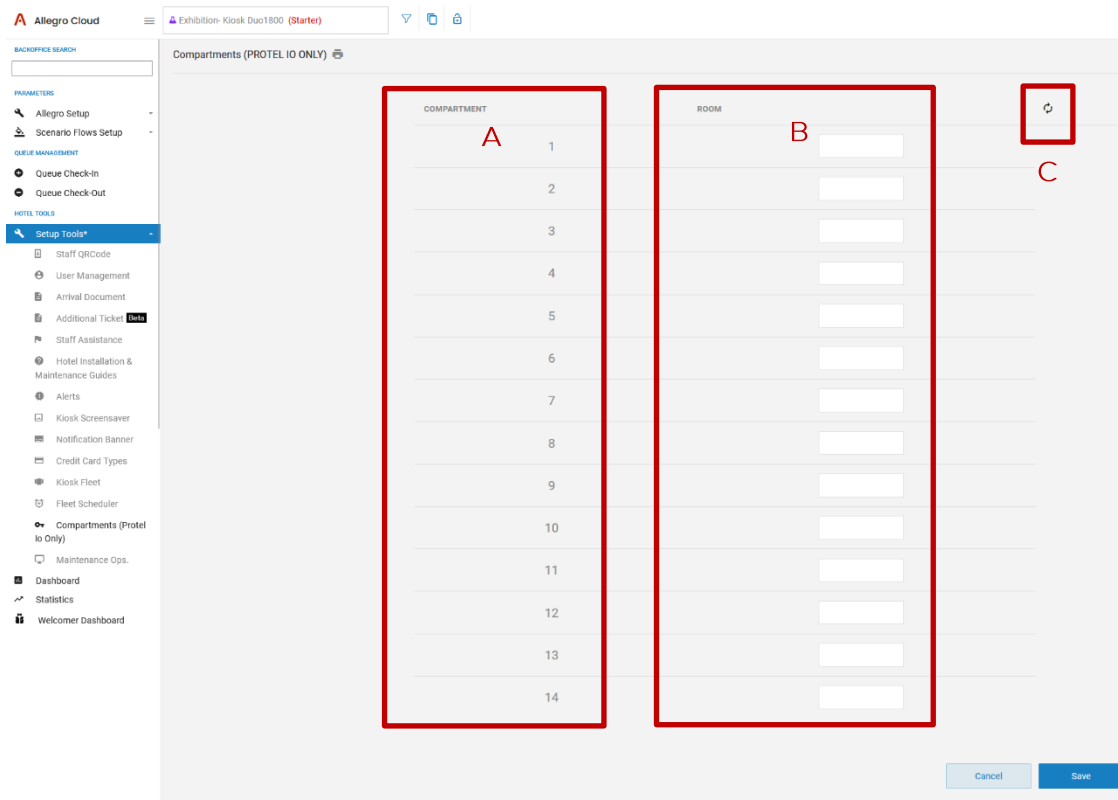 Allegro Cloud
Exhibition- Kiosk Duo1800 (Starter)
BACKOFFICE SEARCH
Compartments (PROTEL IO ONLY)
PARAMETERS
Allegro Setup
Scenario Flows Setup
QUEUE MANAGEMENT
Queue Check-In
Queue Check-Out
HOTEL TOOLS
Setup Tools*
Staff QRCode
User Management
Arrival Document
Additional Ticket Beta
Staff Assistance
Hotel Installation &
Maintenance Guides
Alerts
Kiosk Screensaver
Notification Banner
Credit Card Types
Kiosk Fleet
Fleet Scheduler
Compartments (Protel
Io Only)
Maintenance Ops.
Dashboard
Statistics
Welcomer Dashboard
COMPARTMENT
A
1
2
3
4
5
6
7
8
9
10
11
12
13
14
ROOM
B
C
Cancel
Save